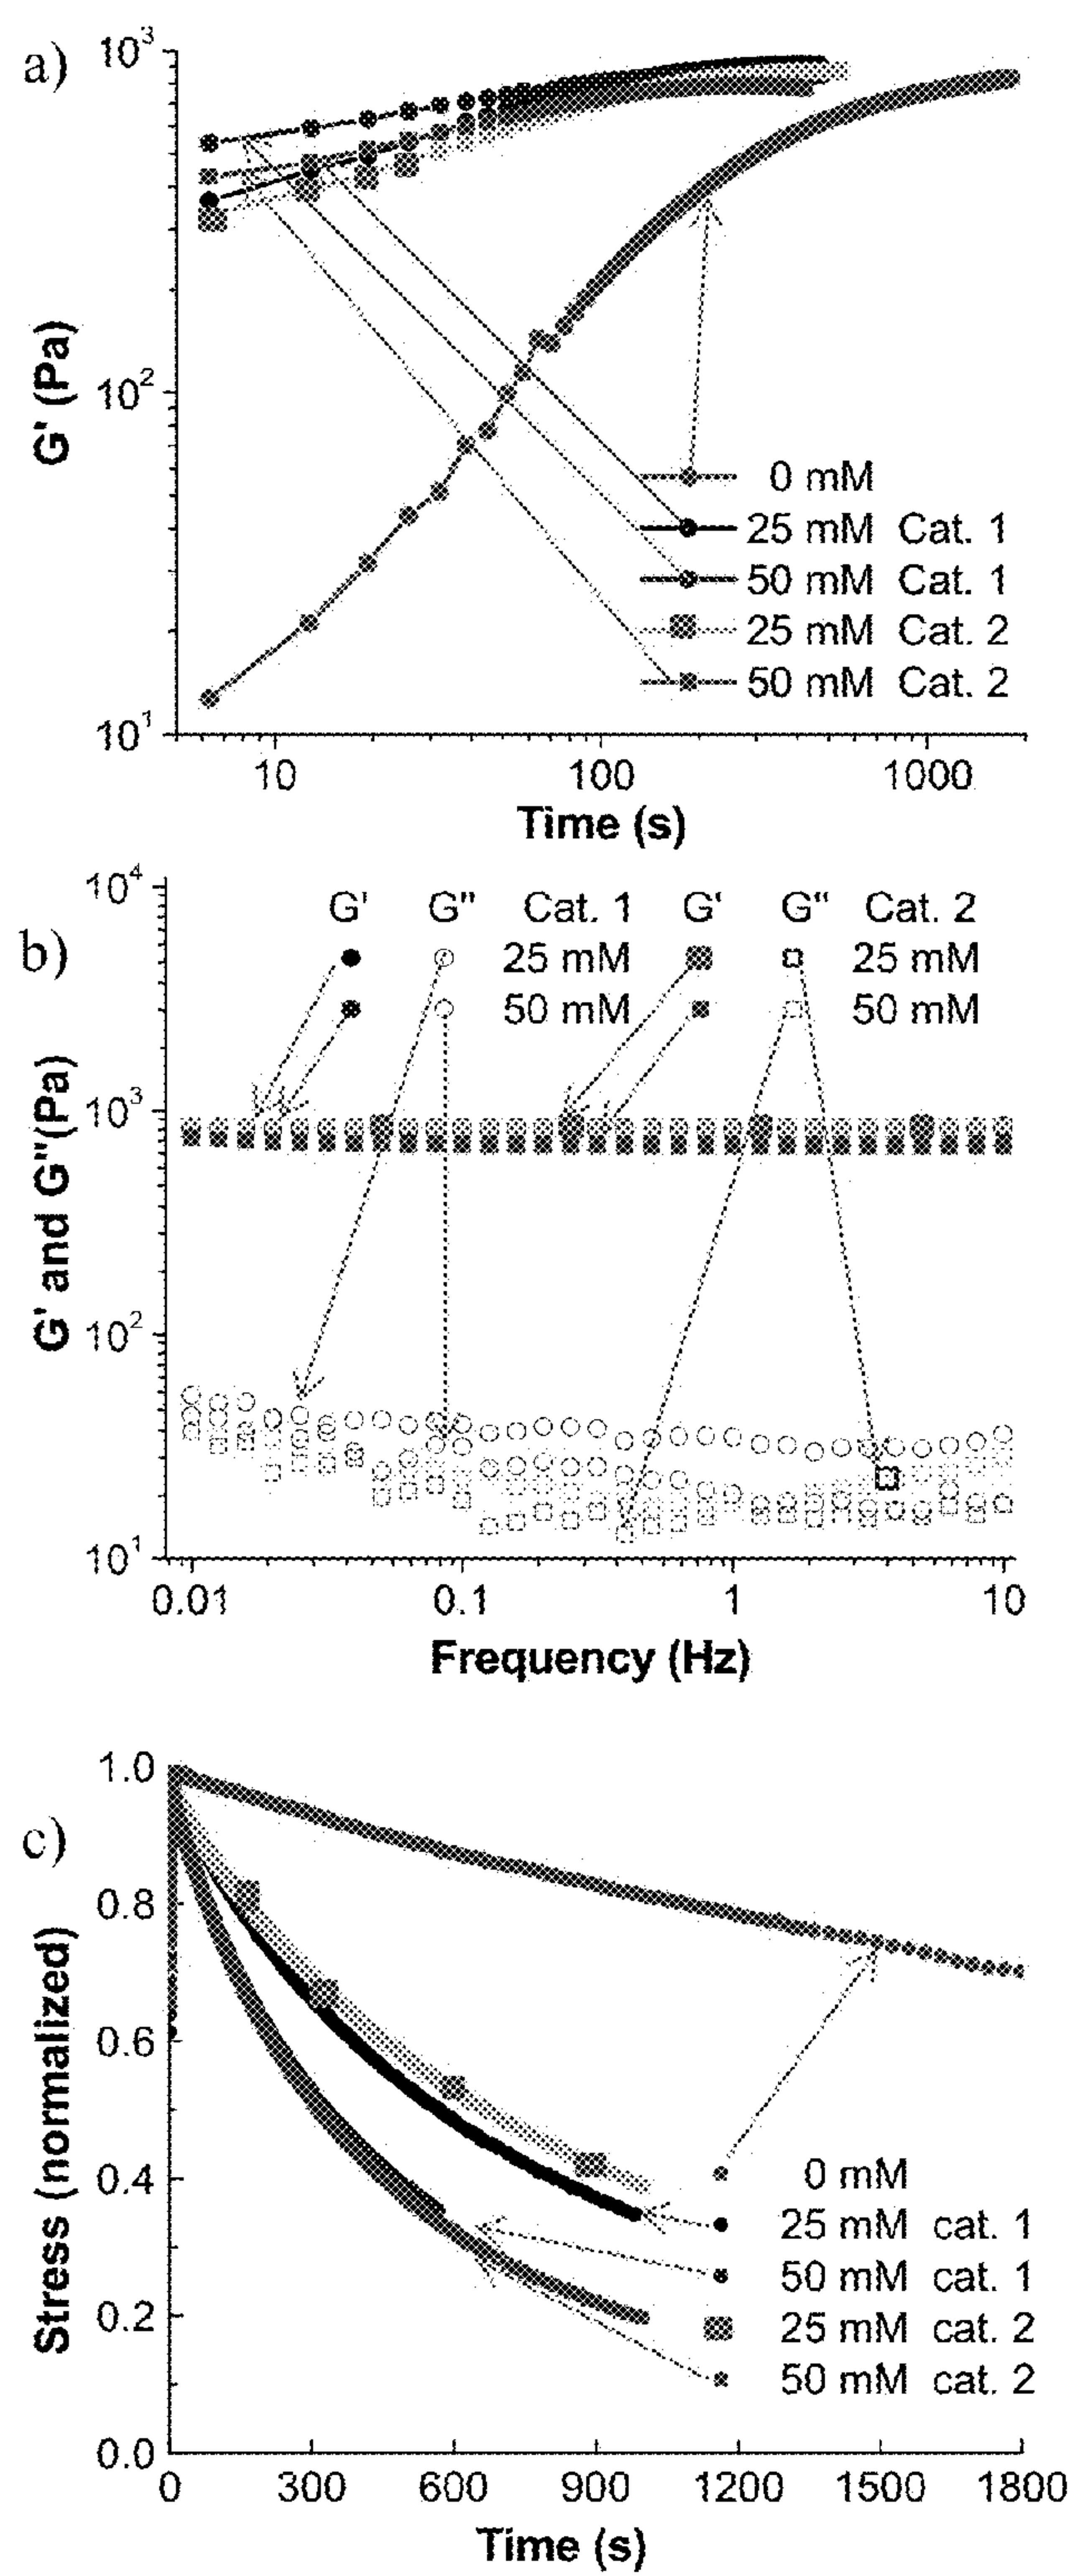 a)
10³
10²
10¹
G' (Pa)
0 mM
25 mM Cat. 1
50 mM Cat. 1
25 mM Cat. 2
50 mM Cat. 2
10 100 1000
Time (s)
b)
10⁴
10³
10²
10¹
G' and G"(Pa)
G' G" Cat. 1 G' G" Cat. 2
25 mM 25 mM
50 mM 50 mM
0.01 0.1 1 10
Frequency (Hz)
c)
1.0
0.8
0.6
0.4
0.2
0.0
Stress (normalized)
0 mM
25 mM cat. 1
50 mM cat. 1
25 mM cat. 2
50 mM cat. 2
0 300 600 900 1200 1500 1800
Time (s)